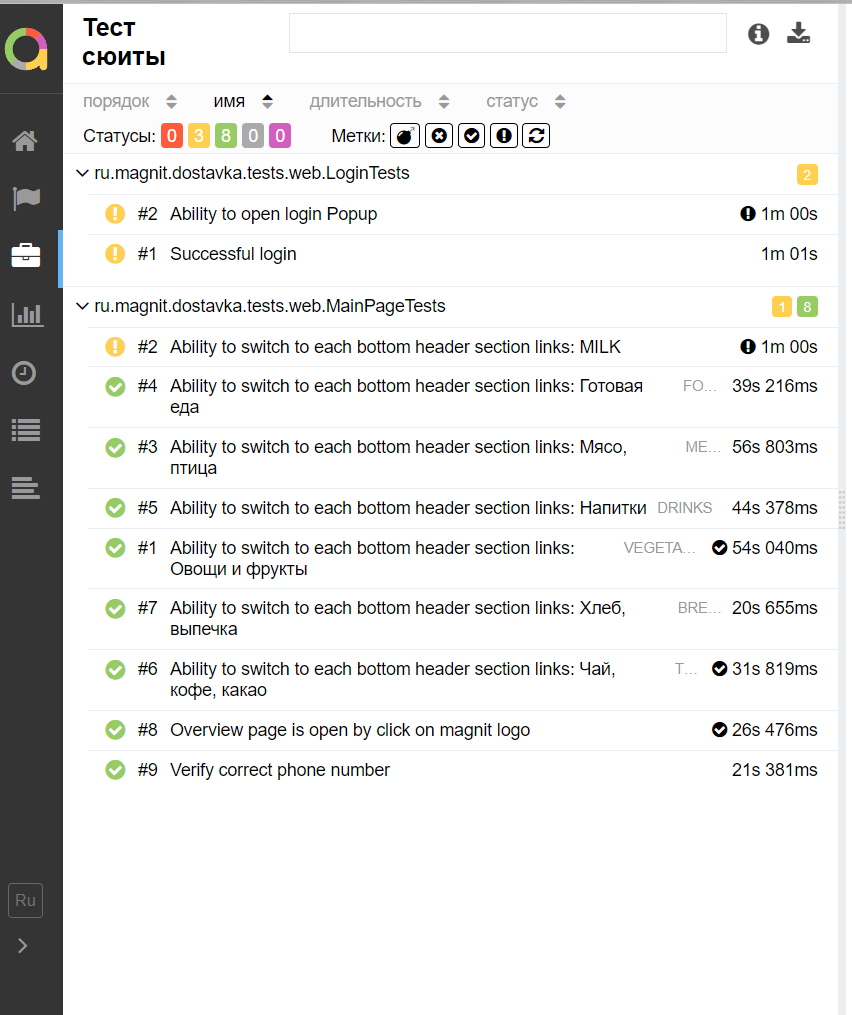 Тест
сюиты
порядок имя длительность статус
Статусы: 0 3 8 0 0 Метки:
ru.magnit.dostavka.tests.web.LoginTests 2
#2 Ability to open login Popup 1m 00s
#1 Successful login 1m 01s
ru.magnit.dostavka.tests.web.MainPageTests 1 8
#2 Ability to switch to each bottom header section links: MILK 1m 00s
#4 Ability to switch to each bottom header section links: Готовая FO... 39s 216ms
еда
#3 Ability to switch to each bottom header section links: Мясо, ME... 56s 803ms
птица
#5 Ability to switch to each bottom header section links: Напитки DRINKS 44s 378ms
#1 Ability to switch to each bottom header section links: VEGETA... 54s 040ms
Овощи и фрукты
#7 Ability to switch to each bottom header section links: Хлеб, BRE... 20s 655ms
выпечка
#6 Ability to switch to each bottom header section links: Чай, T... 31s 819ms
кофе, какао
#8 Overview page is open by click on magnit logo 26s 476ms
#9 Verify correct phone number 21s 381ms
Ru